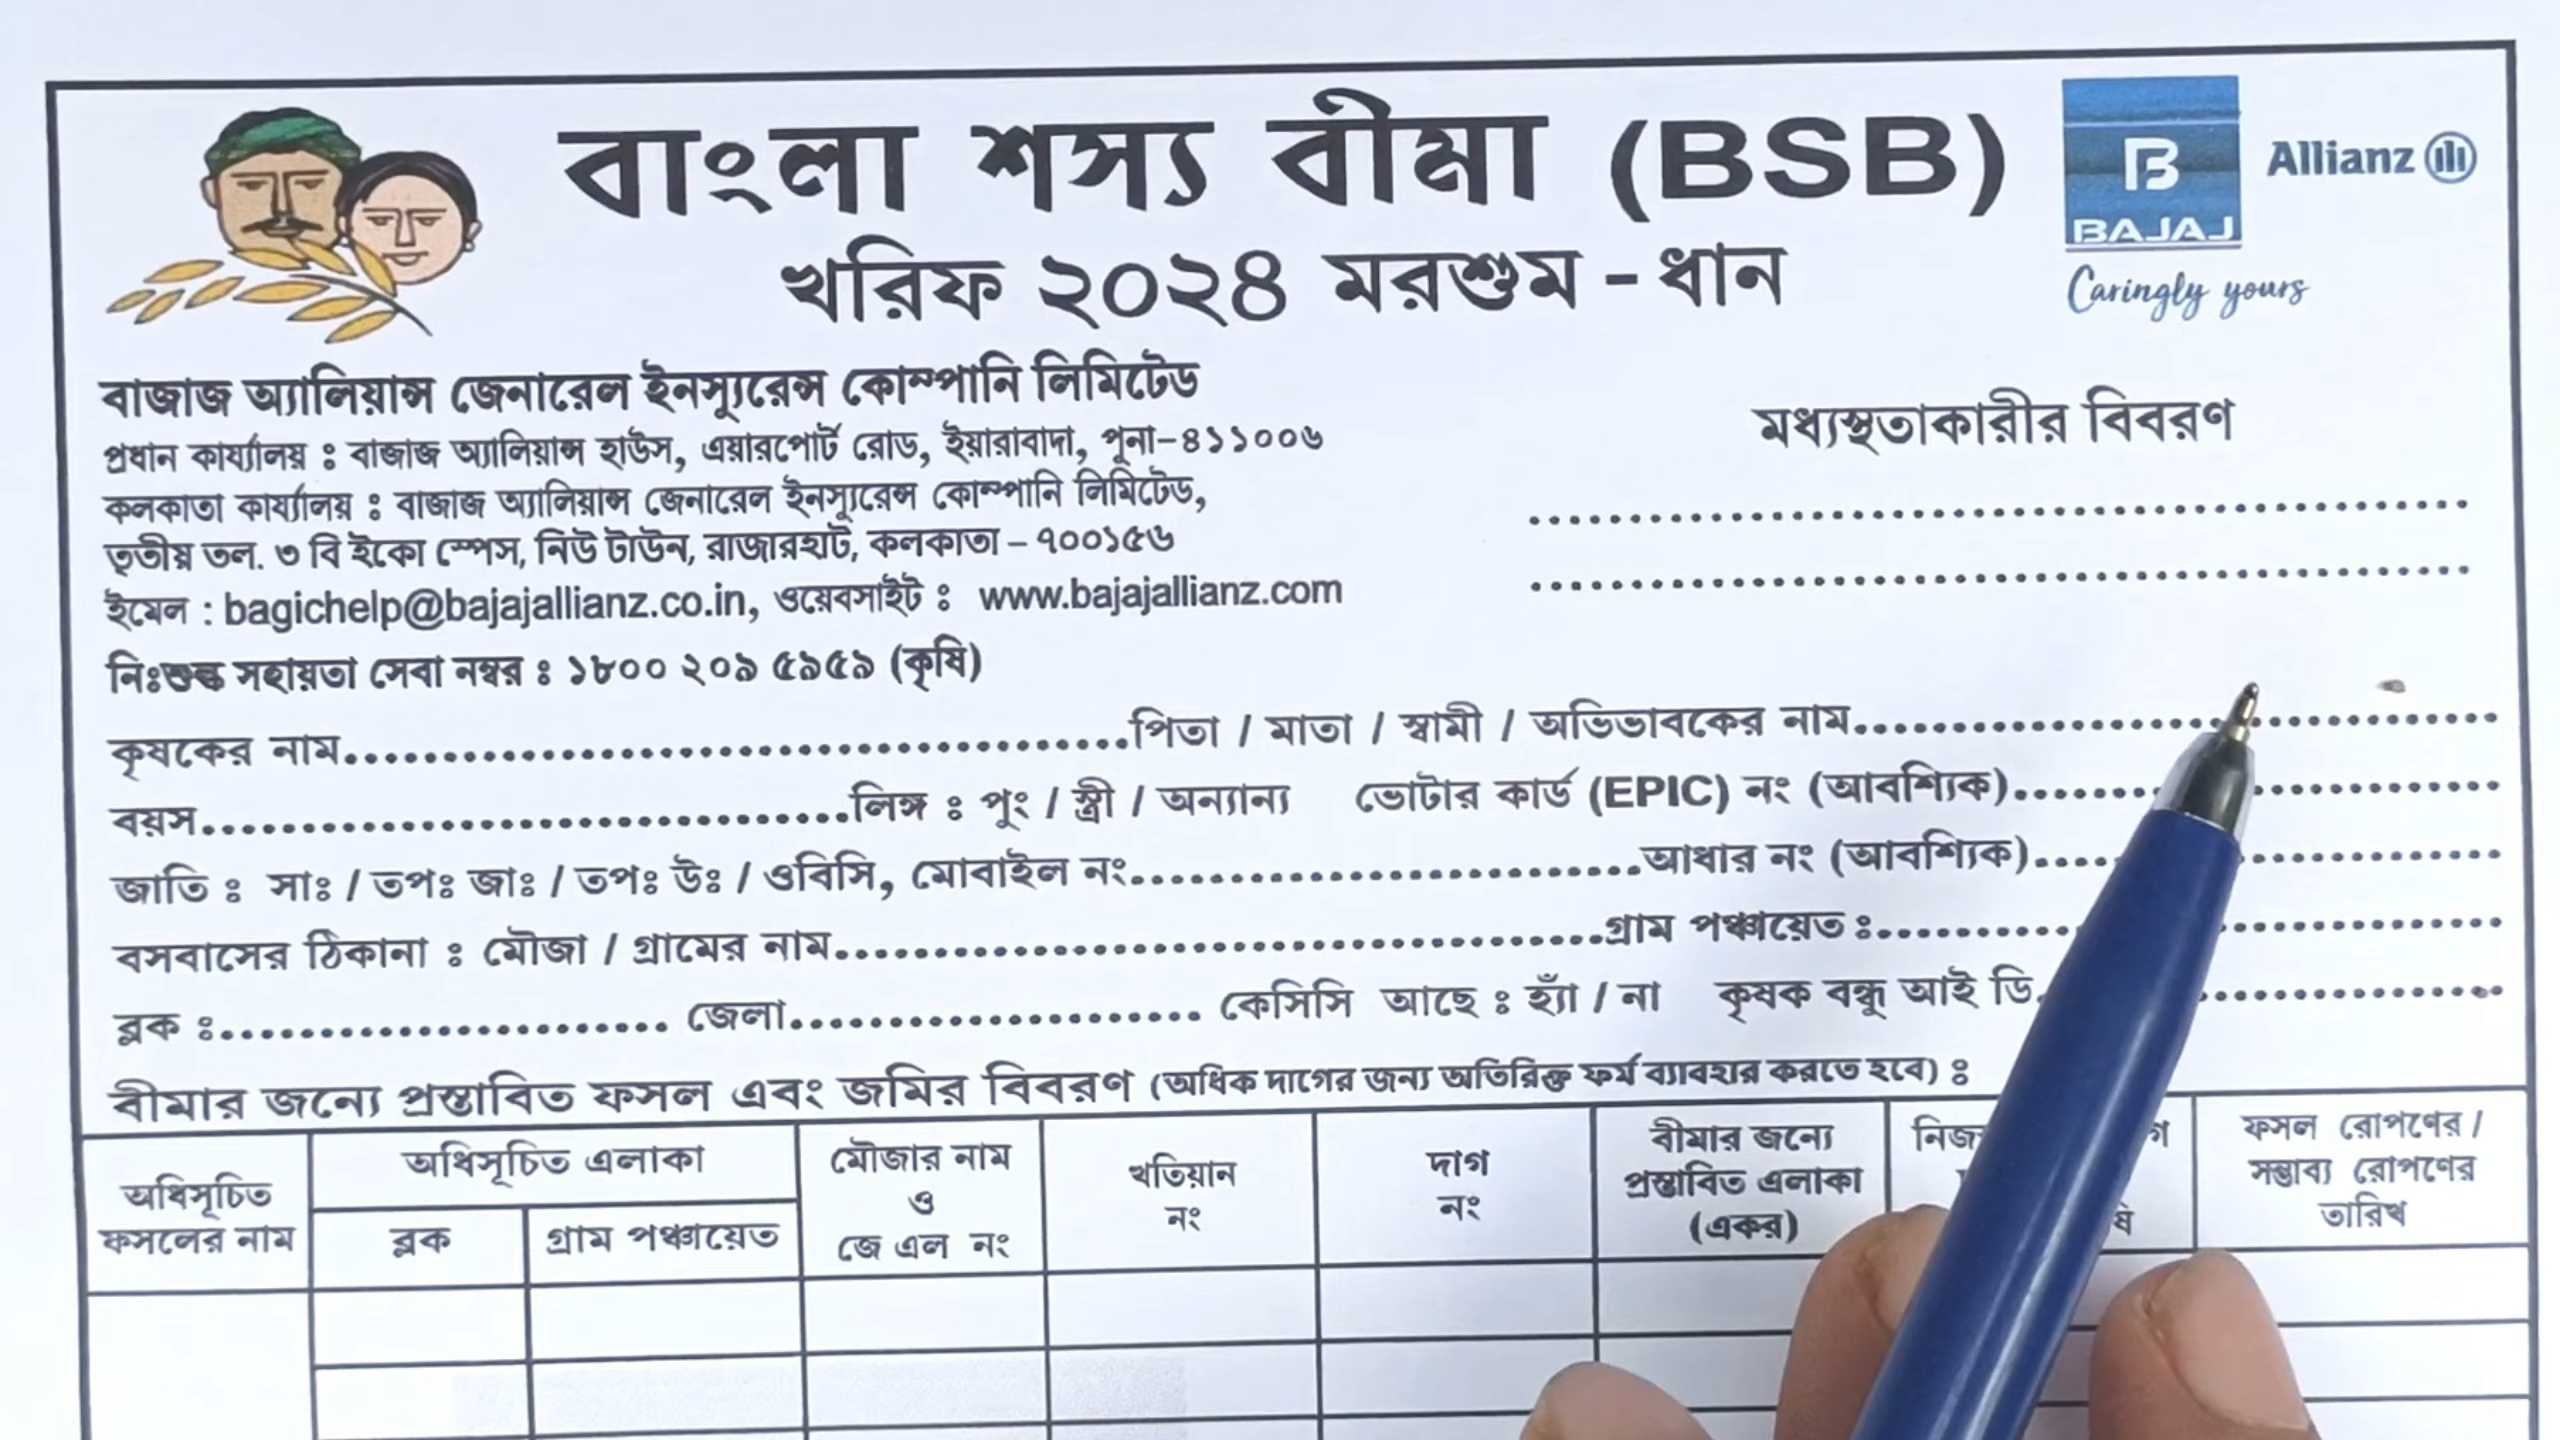 বাংলা শস্য বীমা (BSB)
খরিফ ২০২৪ মরশুম - ধান
B
BAJAJ
Allianz
Caringly yours
বাজাজ অ্যালিয়ান্স জেনারেল ইনস্যুরেন্স কোম্পানি লিমিটেড
প্রধান কার্য্যালয় ঃ বাজাজ অ্যালিয়ান্স হাউস, এয়ারপোর্ট রোড, ইয়ারাবাদা, পুনা–৪১১০০৬
কলকাতা কার্য্যালয় ঃ বাজাজ অ্যালিয়ান্স জেনারেল ইনস্যুরেন্স কোম্পানি লিমিটেড,
তৃতীয় তল. ৩ বি ইকো স্পেস, নিউ টাউন, রাজারহাট, কলকাতা – ৭০০১৫৬
ইমেল : bagichelp@bajajallianz.co.in, ওয়েবসাইট ঃ www.bajajallianz.com
নিঃশুল্ক সহায়তা সেবা নম্বর ঃ ১৮০০ ২০৯ ৫৯৫৯ (কৃষি)
মধ্যস্থতাকারীর বিবরণ
কৃষকের নাম..........পিতা / মাতা / স্বামী / অভিভাবকের নাম..........
বয়স..........লিঙ্গ ঃ পুং / স্ত্রী / অন্যান্য ভোটার কার্ড (EPIC) নং (আবশ্যিক)..........
জাতি ঃ সাঃ / তপঃ জাঃ / তপঃ উঃ / ওবিসি, মোবাইল নং..........আধার নং (আবশ্যিক)..........
বসবাসের ঠিকানা ঃ মৌজা / গ্রামের নাম..........গ্রাম পঞ্চায়েত ঃ..........
ব্লক ঃ.......... জেলা.......... কেসিসি আছে ঃ হ্যাঁ / না কৃষক বন্ধু আই ডি..........
বীমার জন্যে প্রস্তাবিত ফসল এবং জমির বিবরণ (অধিক দাগের জন্য অতিরিক্ত ফর্ম ব্যাবহার করতে হবে) ঃ
অধিসূচিত
ফসলের নাম
অধিসূচিত এলাকা
ব্লক
গ্রাম পঞ্চায়েত
মৌজার নাম
ও
জে এল নং
খতিয়ান
নং
দাগ
নং
বীমার জন্যে
প্রস্তাবিত এলাকা
(একর)
ফসল রোপণের /
সম্ভাব্য রোপণের
তারিখ